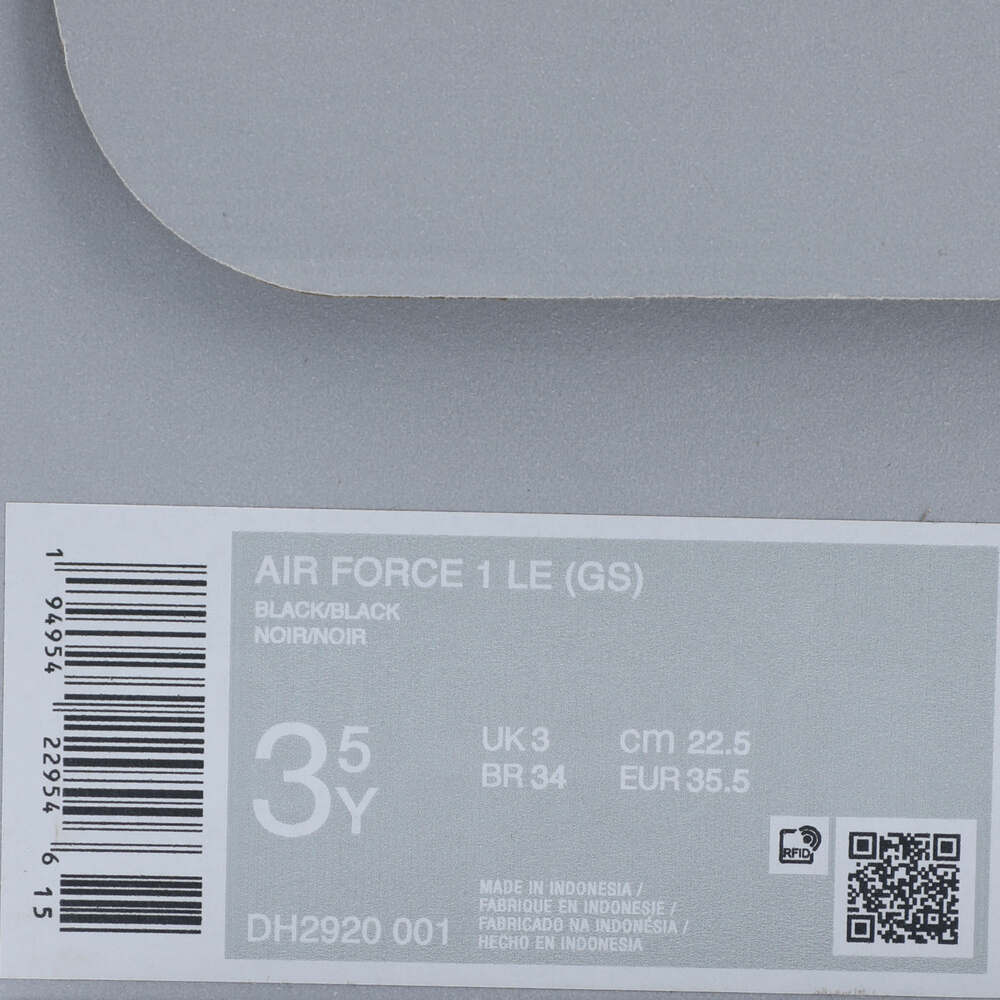 AIR FORCE 1 LE (GS)
BLACK/BLACK
NOIR/NOIR
3 5 Y
UK 3
BR 34
cm 22.5
EUR 35.5
RFID
DH2920 001
MADE IN INDONESIA /
FABRIQUE EN INDONESIE /
FABRICADO NA INDONÉSIA /
HECHO EN INDONESIA
1 94954 22954 6 15